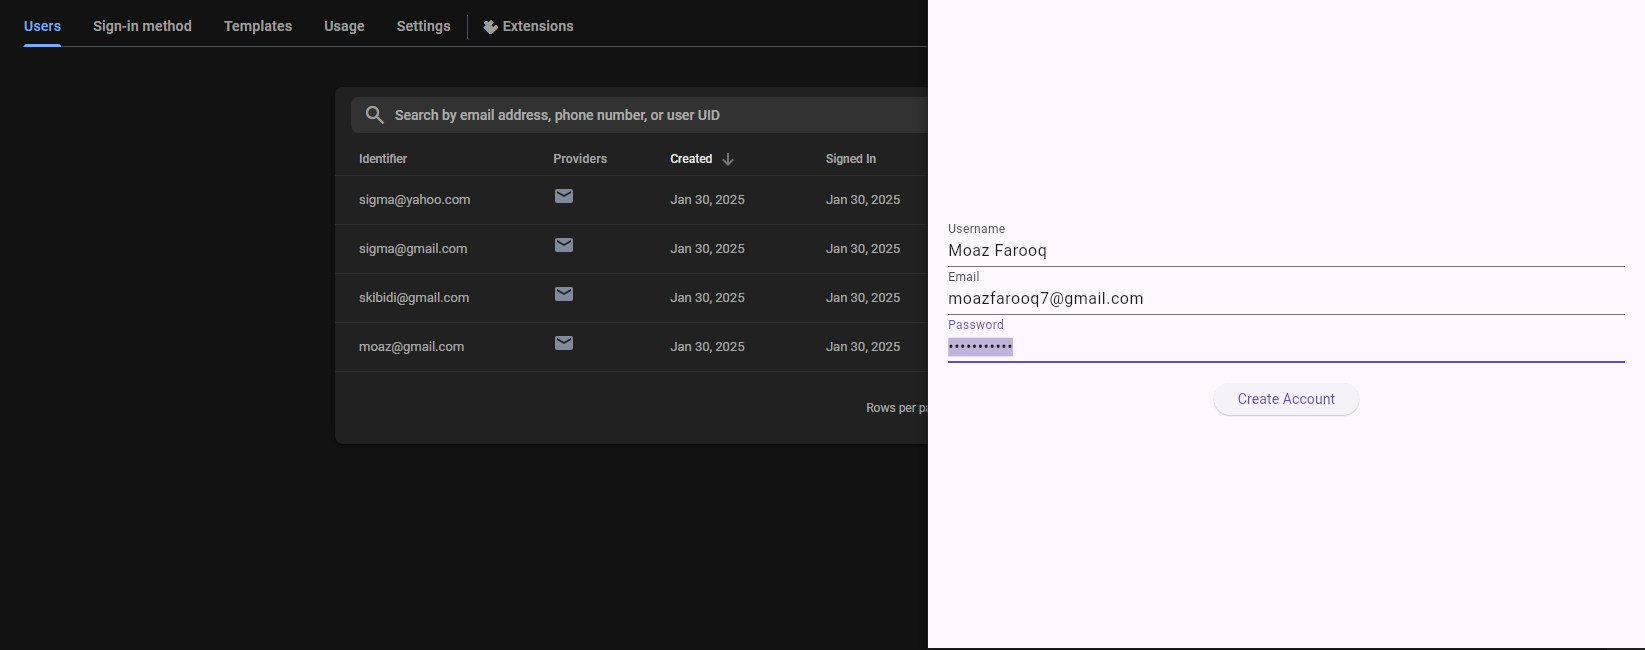 Users Sign-in method Templates Usage Settings Extensions
Search by email address, phone number, or user UID
Identifier Providers Created Signed In
sigma@yahoo.com Jan 30, 2025 Jan 30, 2025
sigma@gmail.com Jan 30, 2025 Jan 30, 2025
skibidi@gmail.com Jan 30, 2025 Jan 30, 2025
moaz@gmail.com Jan 30, 2025 Jan 30, 2025
Rows per
Username
Moaz Farooq
Email
moazfarooq7@gmail.com
Password
•••••••••••
Create Account